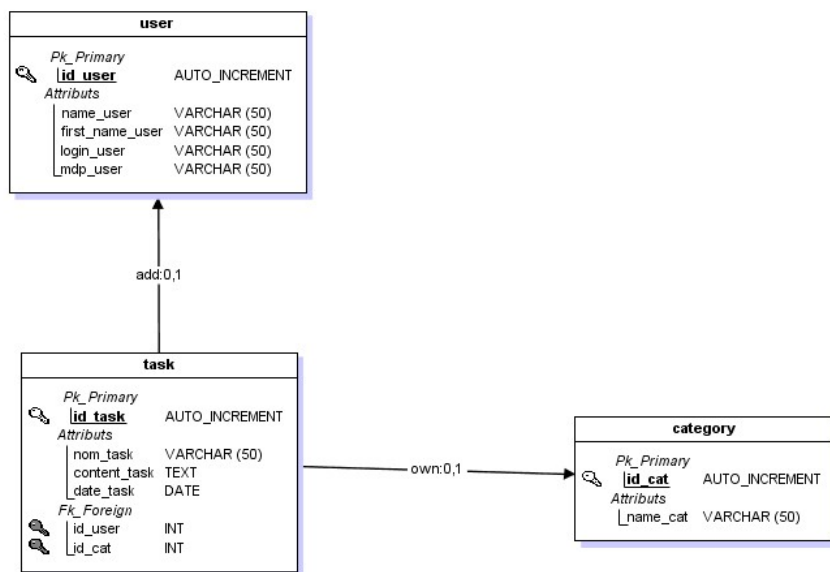 user
Pk_Primary
id_user AUTO_INCREMENT
Attributs
name_user VARCHAR (50)
first_name_user VARCHAR (50)
login_user VARCHAR (50)
mdp_user VARCHAR (50)
add:0,1
task
Pk_Primary
id_task AUTO_INCREMENT
Attributs
nom_task VARCHAR (50)
content_task TEXT
date_task DATE
Fk_Foreign
id_user INT
id_cat INT
own:0,1
category
Pk_Primary
id_cat AUTO_INCREMENT
Attributs
name_cat VARCHAR (50)